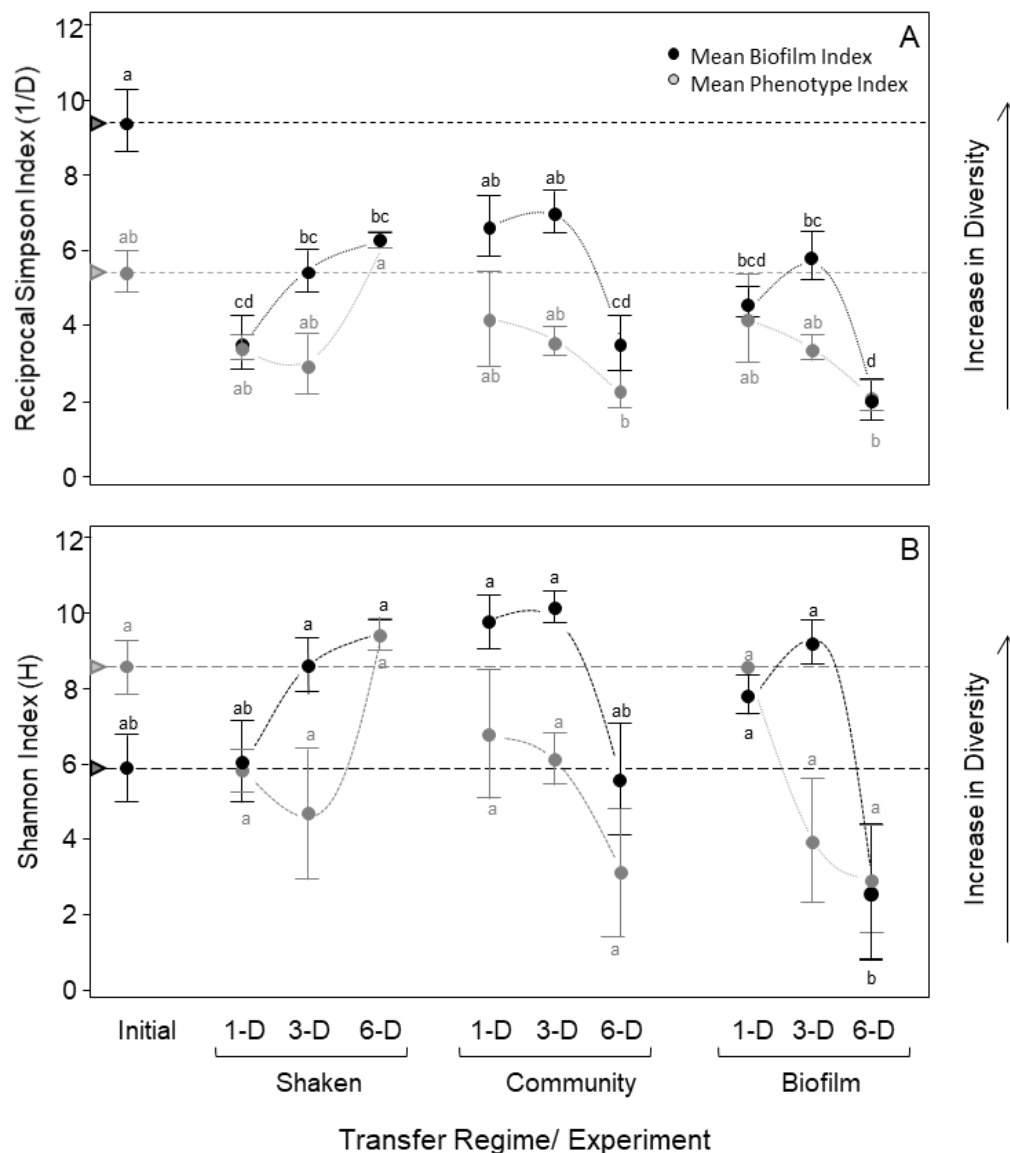 A
Mean Biofilm Index
Mean Phenotype Index
Reciprocal Simpson Index (1/D)
12
10
8
6
4
2
0
a
ab
cd
ab
bc
ab
bc
a
ab
ab
ab
ab
cd
b
bcd
ab
bc
ab
d
b
Increase in Diversity
B
Shannon Index (H)
12
10
8
6
4
2
0
a
ab
ab
a
a
a
a
a
a
a
a
a
ab
a
a
a
a
a
a
b
Increase in Diversity
Initial 1-D 3-D 6-D 1-D 3-D 6-D 1-D 3-D 6-D
Shaken Community Biofilm
Transfer Regime/ Experiment